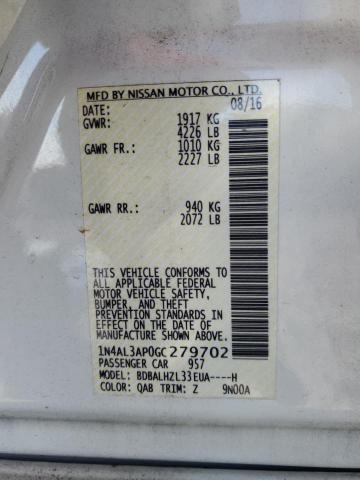 MFD BY NISSAN MOTOR CO., LTD.
DATE: 08/16
GVWR: 1917 KG
4226 LB
GAWR FR.: 1010 KG
2227 LB
GAWR RR.: 940 KG
2072 LB
THIS VEHICLE CONFORMS TO
ALL APPLICABLE FEDERAL
MOTOR VEHICLE SAFETY,
BUMPER, AND THEFT
PREVENTION STANDARDS IN
EFFECT ON THE DATE OF
MANUFACTURE SHOWN ABOVE.
1N4AL3AP0GC279702
PASSENGER CAR 957
BDBALHZL33EUA----H
COLOR: QAB TRIM: Z 9N00A